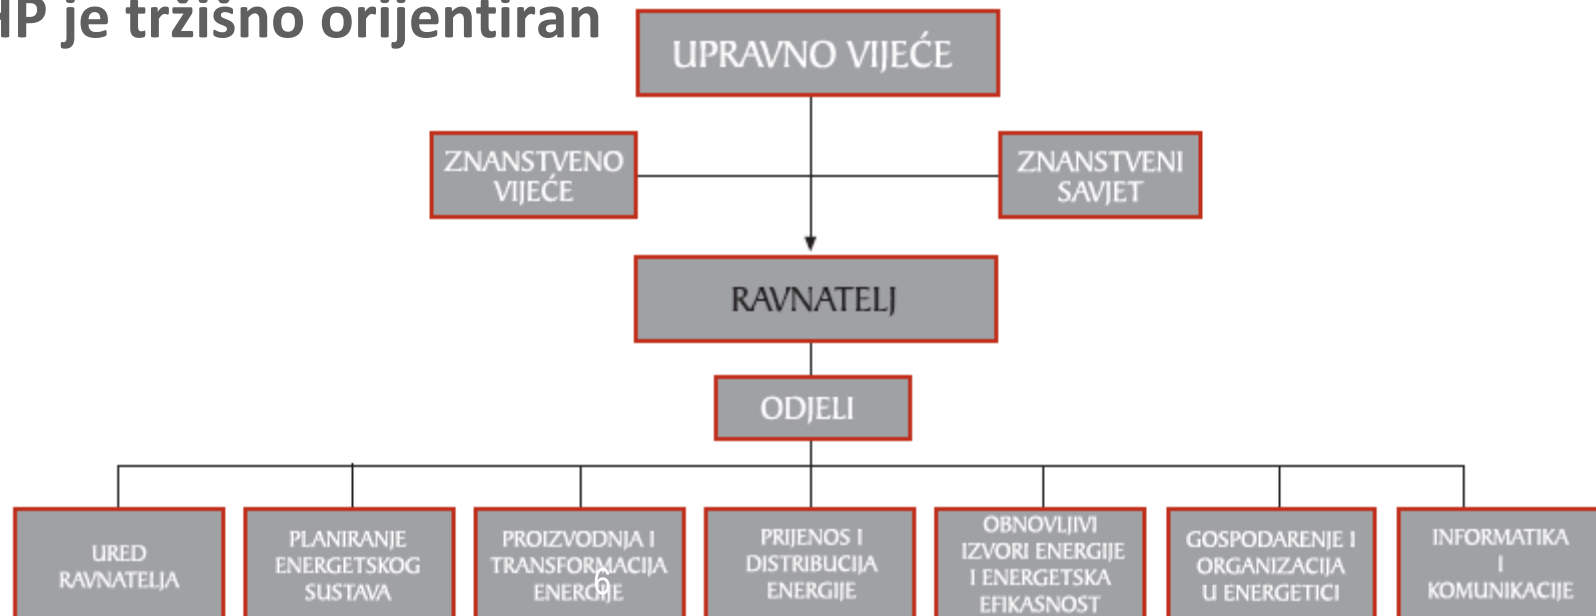 HP je tržišno orijentiran
UPRAVNO VIJEĆE
ZNANSTVENO
VIJEĆE
ZNANSTVENI
SAVJET
RAVNATELJ
ODJELI
URED
RAVNATELJA
PLANIRANJE
ENERGETSKOG
SUSTAVA
PROIZVODNJA I
TRANSFORMACIJA
ENERGIJE
6
PRIJENOS I
DISTRIBUCIJA
ENERGIJE
OBNOVLJIVI
IZVORI ENERGIJE
I ENERGETSKA
EFIKASNOST
GOSPODARENJE I
ORGANIZACIJA
U ENERGETICI
INFORMATIKA
I
KOMUNIKACIJE